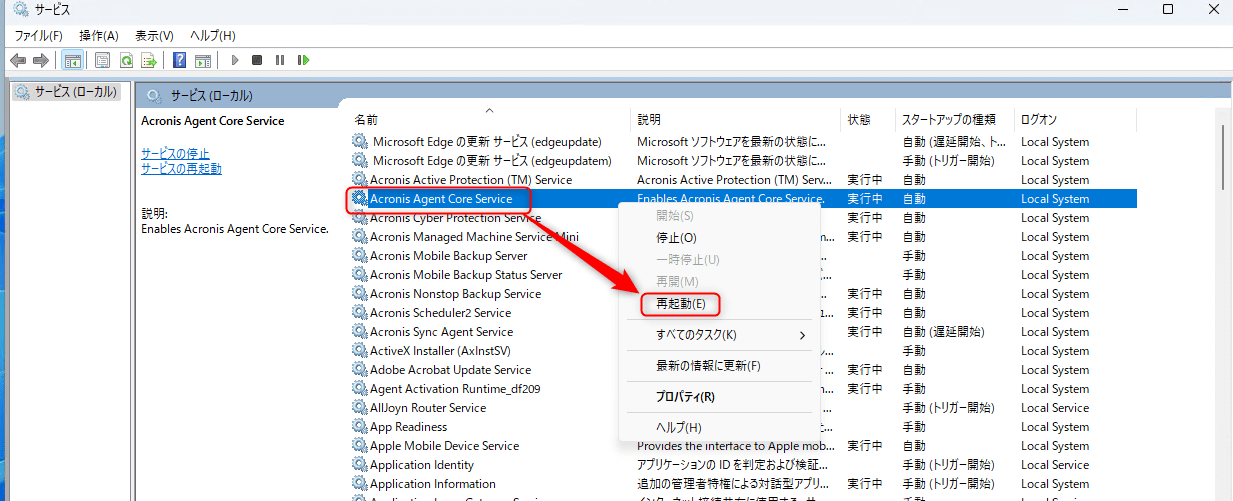 サービス
ファイル(F) 操作(A) 表示(V) ヘルプ(H)
サービス (ローカル)
サービス (ローカル)
Acronis Agent Core Service
サービスの停止
サービスの再起動
説明:
Enables Acronis Agent Core Service.
名前 説明 状態 スタートアップの種類 ログオン
Microsoft Edge の更新 サービス (edgeupdate) Microsoft ソフトウェアを最新の状態に... 自動 (遅延開始、ト... Local System
Microsoft Edge の更新 サービス (edgeupdatem) Microsoft ソフトウェアを最新の状態に... 手動 (トリガー開始) Local System
Acronis Active Protection (TM) Service Acronis Active Protection (TM) Serv... 実行中 自動 Local System
Acronis Agent Core Service Enables Acronis Agent Core Service. 実行中 自動 Local System
Acronis Cyber Protection Service 実行中 自動 Local System
Acronis Managed Machine Service Mini m... 実行中 自動 Local System
Acronis Mobile Backup Server 自動 Local System
Acronis Mobile Backup Status Server 自動 Local System
Acronis Nonstop Backup Service 実行中 自動 Local System
Acronis Scheduler2 Service 実行中 自動 Local System
Acronis Sync Agent Service 実行中 自動 (遅延開始) Local System
ActiveX Installer (AxInstSV) 手動 Local System
Adobe Acrobat Update Service 実行中 自動 Local System
Agent Activation Runtime_df209 実行中 手動 Local System
AllJoyn Router Service 手動 (トリガー開始) Local Service
App Readiness 手動 Local System
Apple Mobile Device Service Provides the interface to Apple mob... 実行中 自動 Local System
Application Identity アプリケーションの ID を判定および検証... 手動 (トリガー開始) Local Service
Application Information 追加の管理者特権による対話型アプリ... 実行中 手動 (トリガー開始) Local System
開始(S)
停止(O)
一時停止(U)
再開(M)
再起動(E)
すべてのタスク(K)
最新の情報に更新(F)
プロパティ(R)
ヘルプ(H)